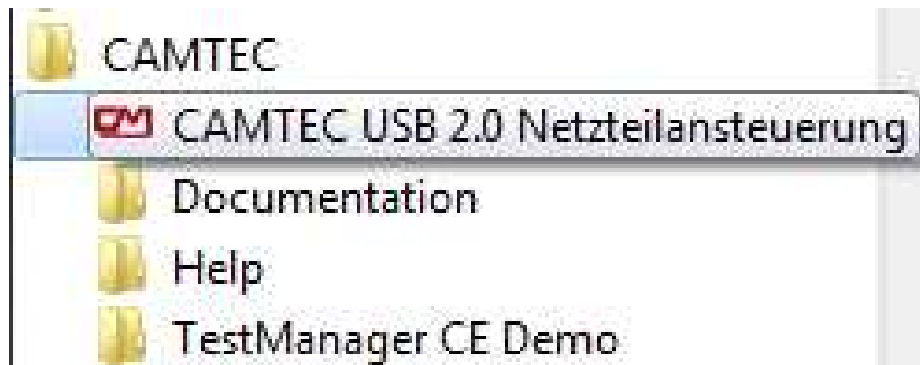 CAMTEC
CAMTEC USB 2.0 Netzteilansteuerung
Documentation
Help
TestManager CE Demo